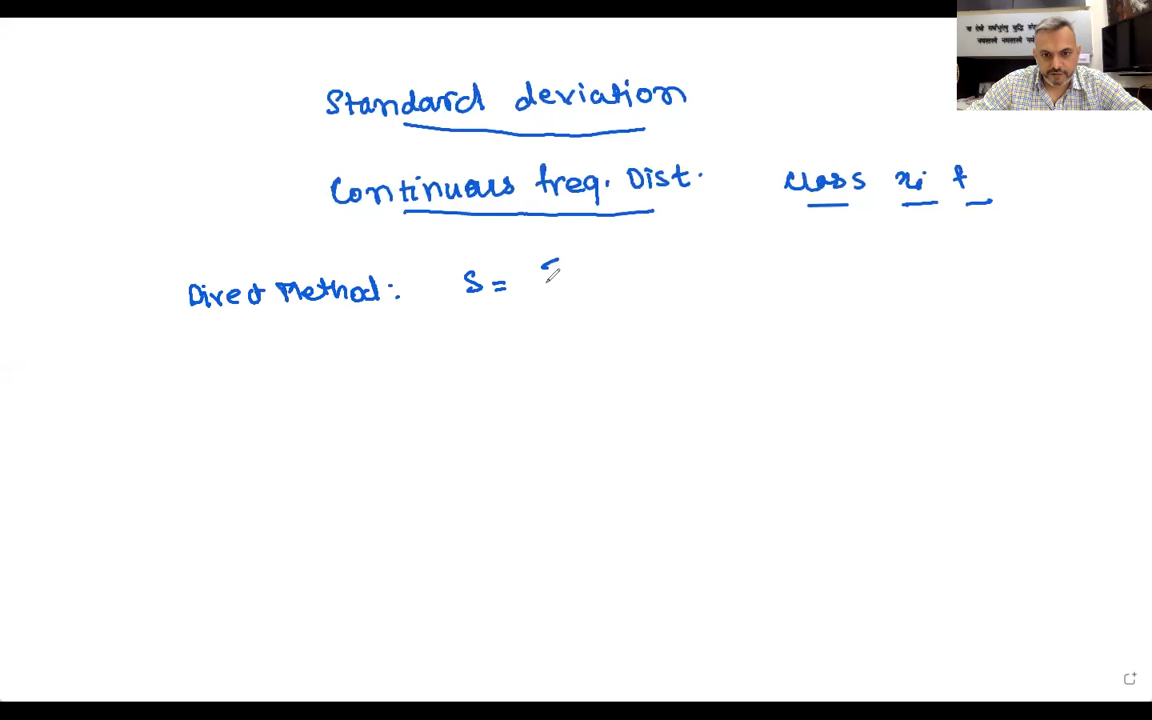 Standard deviation
Continuous freq. Dist. class xi f
Direct Method: S =